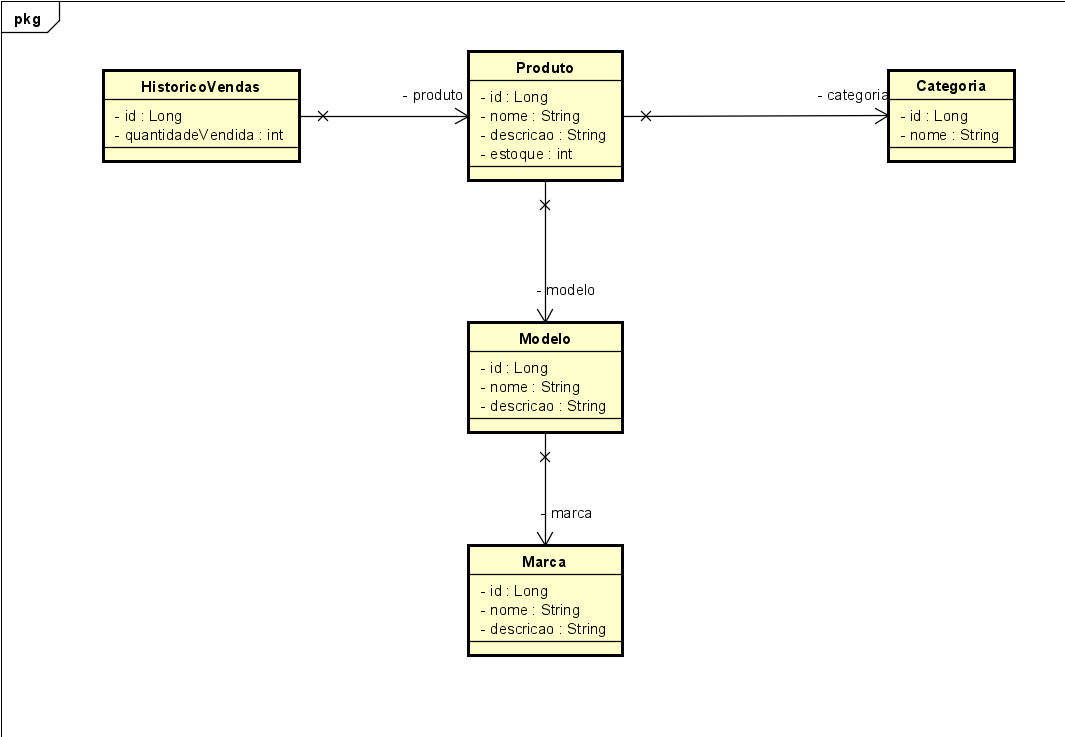 pkg
HistoricoVendas
- id : Long
- quantidadeVendida : int
- produto
Produto
- id : Long
- nome : String
- descricao : String
- estoque : int
- categoria
Categoria
- id : Long
- nome : String
- modelo
Modelo
- id : Long
- nome : String
- descricao : String
- marca
Marca
- id : Long
- nome : String
- descricao : String